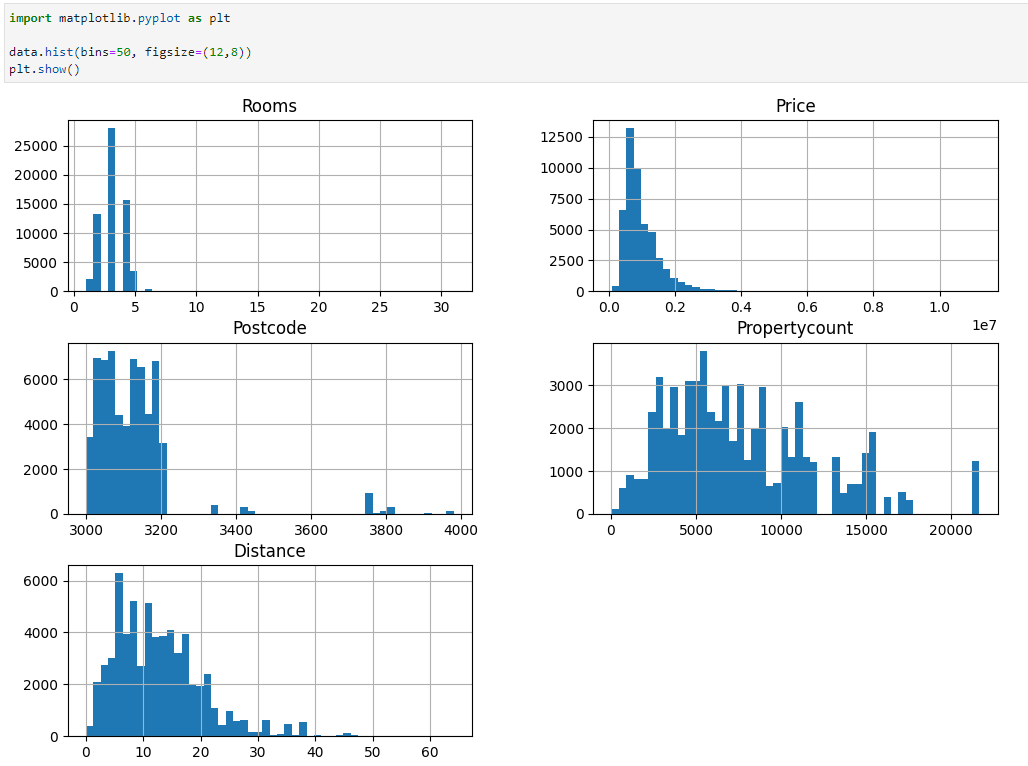 import matplotlib.pyplot as plt
data.hist(bins=50, figsize=(12,8))
plt.show()
Rooms
25000
20000
15000
10000
5000
0
0 5 10 15 20 25 30
Price
12500
10000
7500
5000
2500
0
0.0 0.2 0.4 0.6 0.8 1.0
1e7
Postcode
6000
4000
2000
0
3000 3200 3400 3600 3800 4000
Propertycount
3000
2000
1000
0
0 5000 10000 15000 20000
Distance
6000
4000
2000
0
0 10 20 30 40 50 60